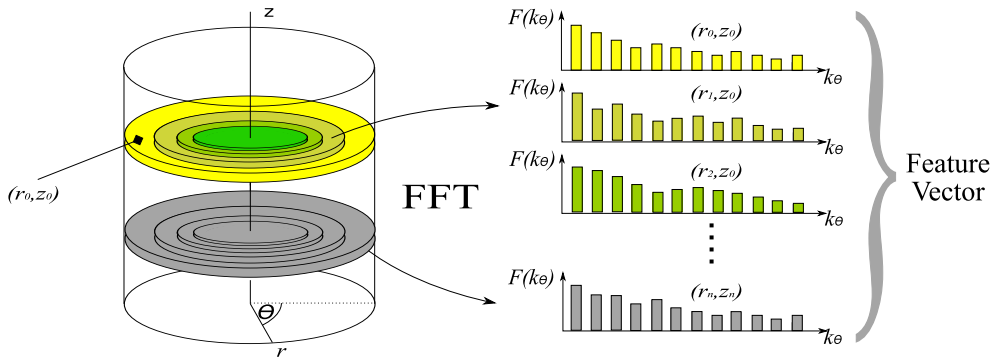 z
(r₀,z₀)
θ
r
FFT
F(kθ)
(r₀,z₀)
kθ
F(kθ)
(r₁,z₀)
kθ
F(kθ)
(r₂,z₀)
kθ
F(kθ)
(rₙ,zₙ)
kθ
Feature
Vector